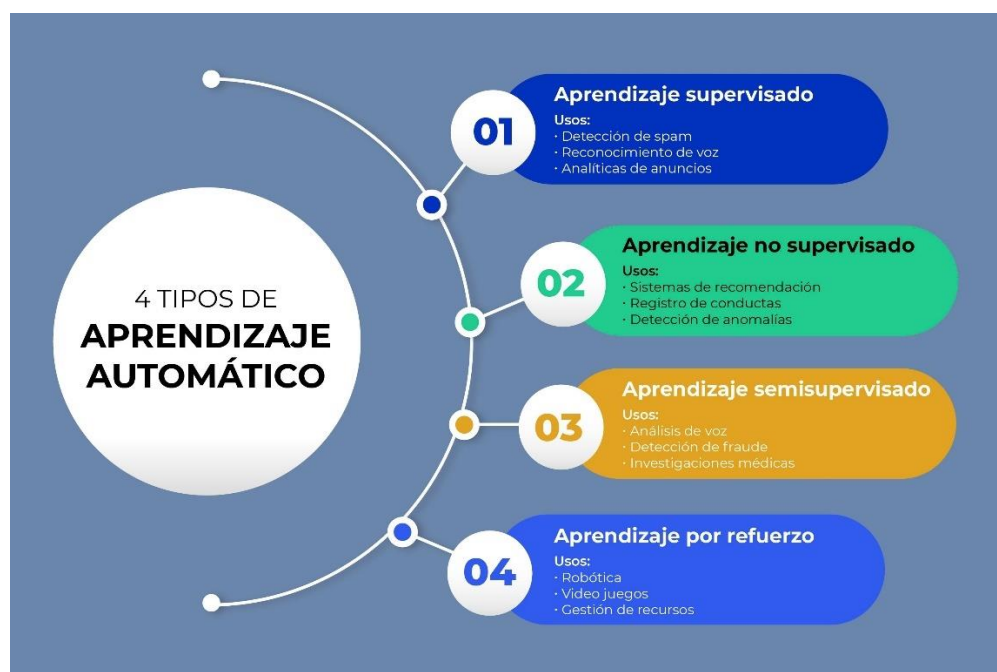 4 TIPOS DE
APRENDIZAJE
AUTOMÁTICO
01
Aprendizaje supervisado
Usos:
· Detección de spam
· Reconocimiento de voz
· Analíticas de anuncios
02
Aprendizaje no supervisado
Usos:
· Sistemas de recomendación
· Registro de conductas
· Detección de anomalías
03
Aprendizaje semisupervisado
Usos:
· Análisis de voz
· Detección de fraude
· Investigaciones médicas
04
Aprendizaje por refuerzo
Usos:
· Robótica
· Video juegos
· Gestión de recursos